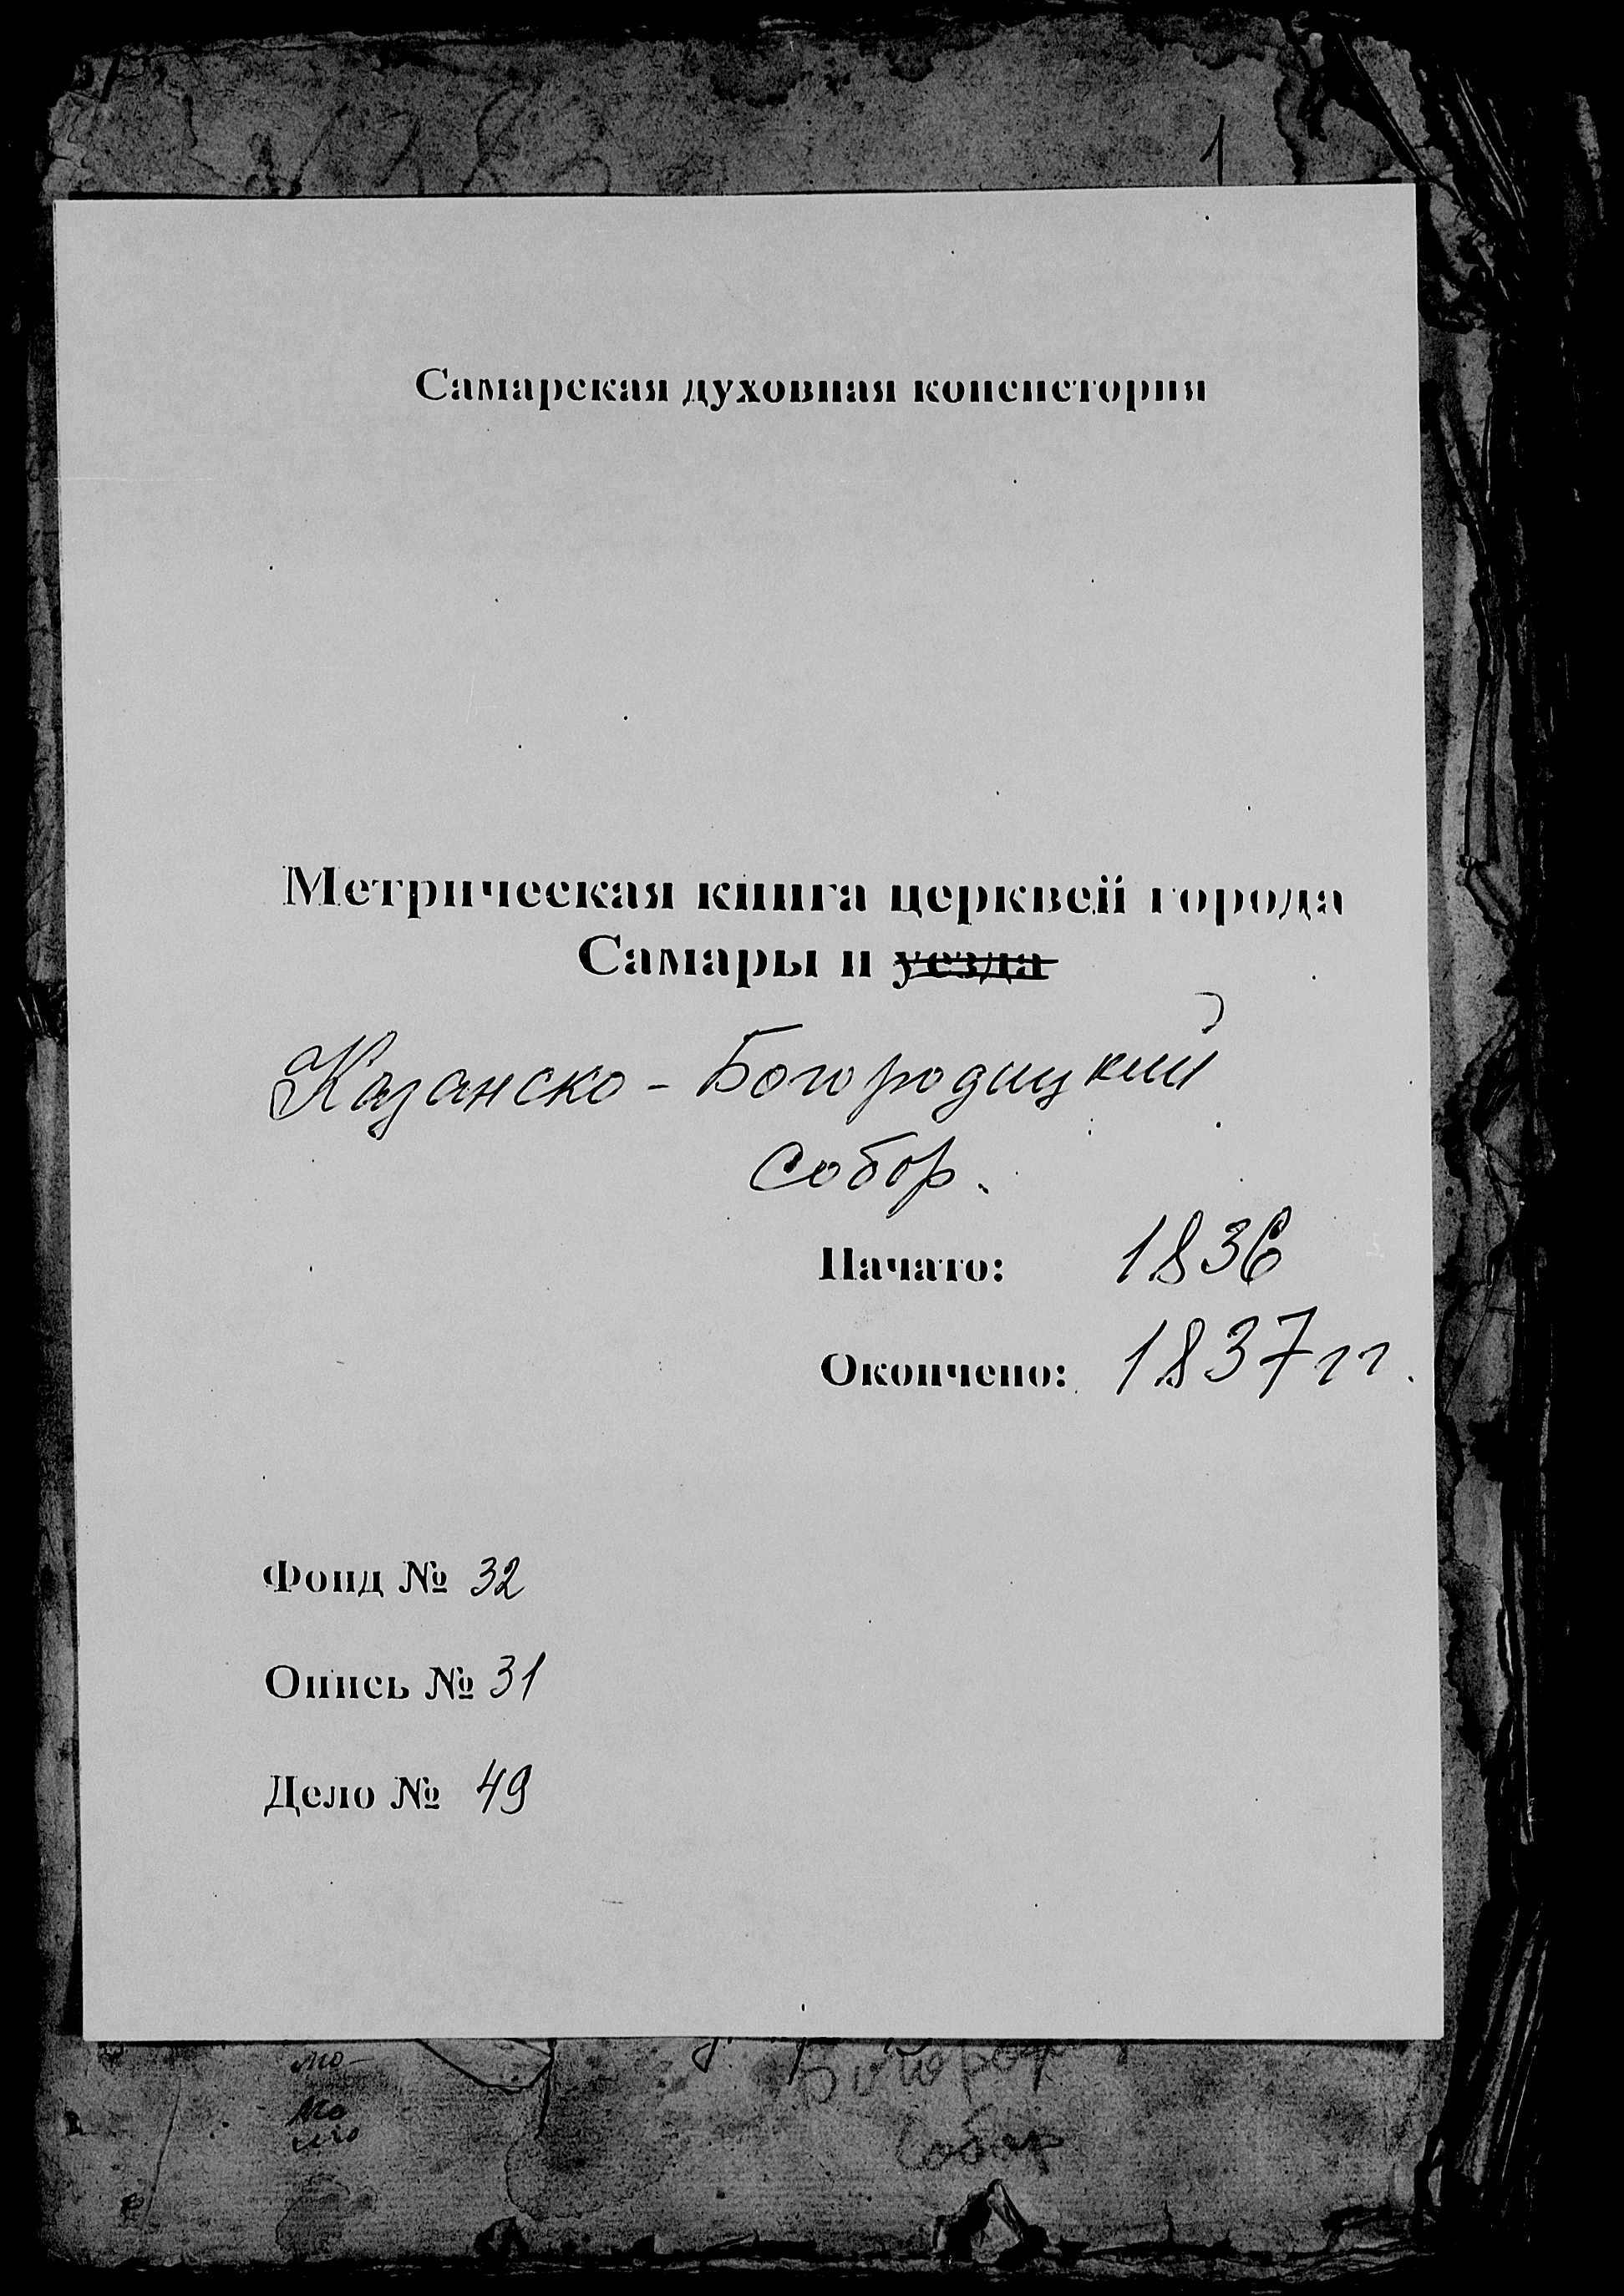 1
Самарская духовная консистория
Метрическая книга церквей города
Самары и уезда
Казанско-Богородицкий
собор.
Начато: 1836
Окончено: 1837 гг.
Фонд № 32
Опись № 31
Дело № 49
Богород
Собор